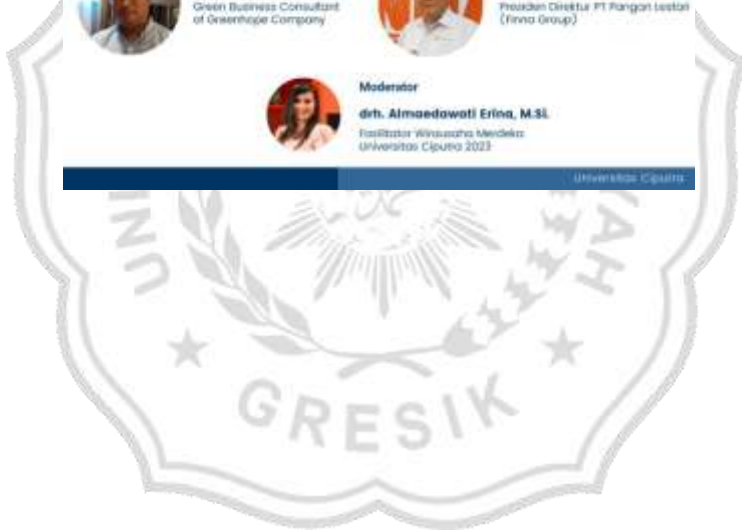 Green Business Consultant
of Greenhope Company
Presiden Direktur PT Pangan Lestari
(Finna Group)
Moderator
drh. Almaedawati Erina, M.Si.
Fasilitator Wirausaha Merdeka
Universitas Ciputra 2023
Universitas Ciputra
UNI
YAH
GRESIK